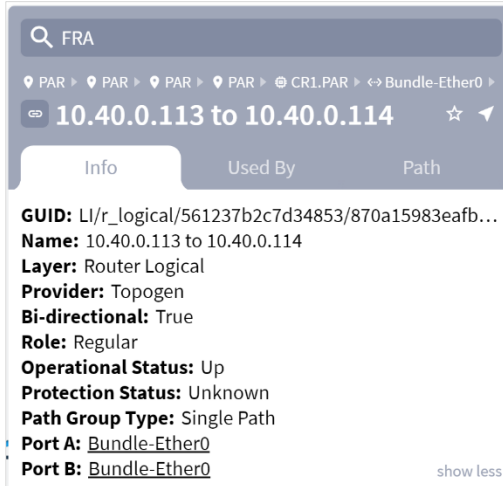 FRA
PAR PAR PAR PAR CR1.PAR Bundle-Ether0
10.40.0.113 to 10.40.0.114
Info Used By Path
GUID: LI/r_logical/561237b2c7d34853/870a15983eafb...
Name: 10.40.0.113 to 10.40.0.114
Layer: Router Logical
Provider: Topogen
Bi-directional: True
Role: Regular
Operational Status: Up
Protection Status: Unknown
Path Group Type: Single Path
Port A: Bundle-Ether0
Port B: Bundle-Ether0
show less